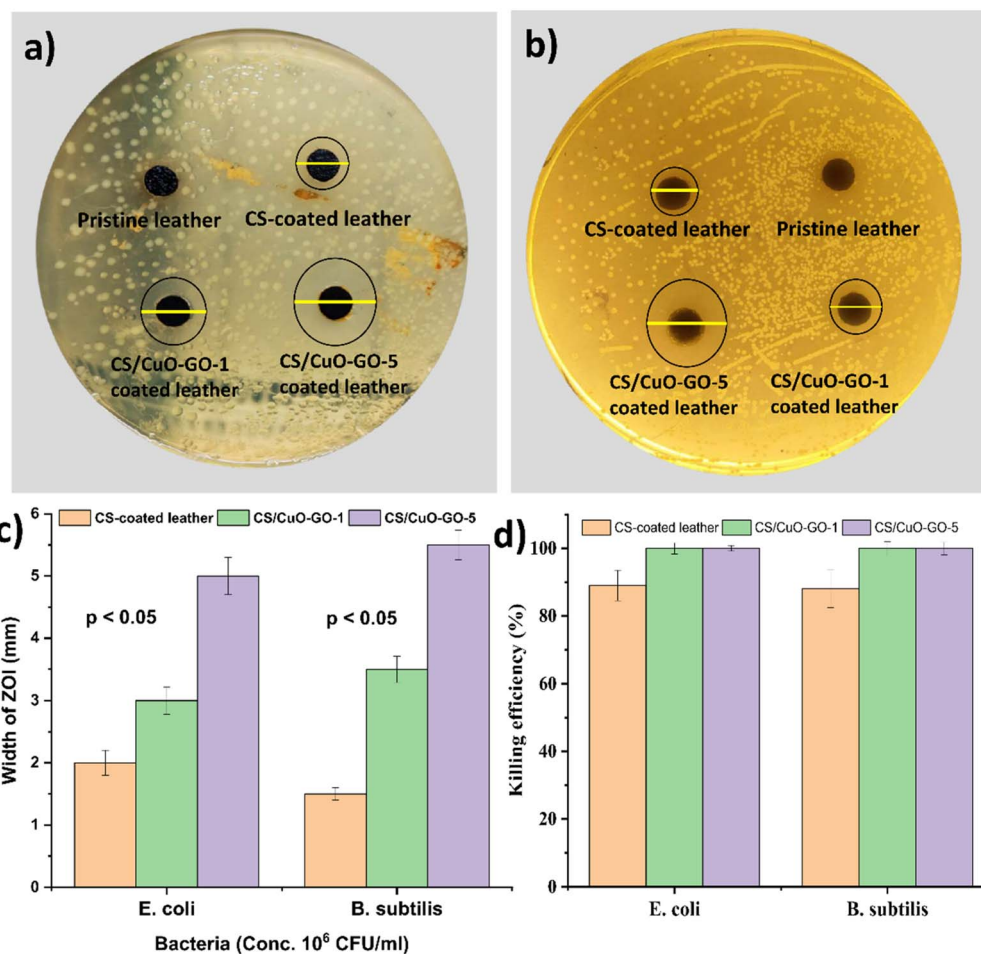 a)
Pristine leather
CS-coated leather
CS/CuO-GO-1
coated leather
CS/CuO-GO-5
coated leather
b)
CS-coated leather
Pristine leather
CS/CuO-GO-5
coated leather
CS/CuO-GO-1
coated leather
c)
CS-coated leather CS/CuO-GO-1 CS/CuO-GO-5
Width of ZOI (mm)
6
5
4
3
2
1
0
p < 0.05
p < 0.05
E. coli
B. subtilis
Bacteria (Conc. 10⁶ CFU/ml)
d)
CS-coated leather CS/CuO-GO-1 CS/CuO-GO-5
Killing efficiency (%)
100
80
60
40
20
0
E. coli
B. subtilis